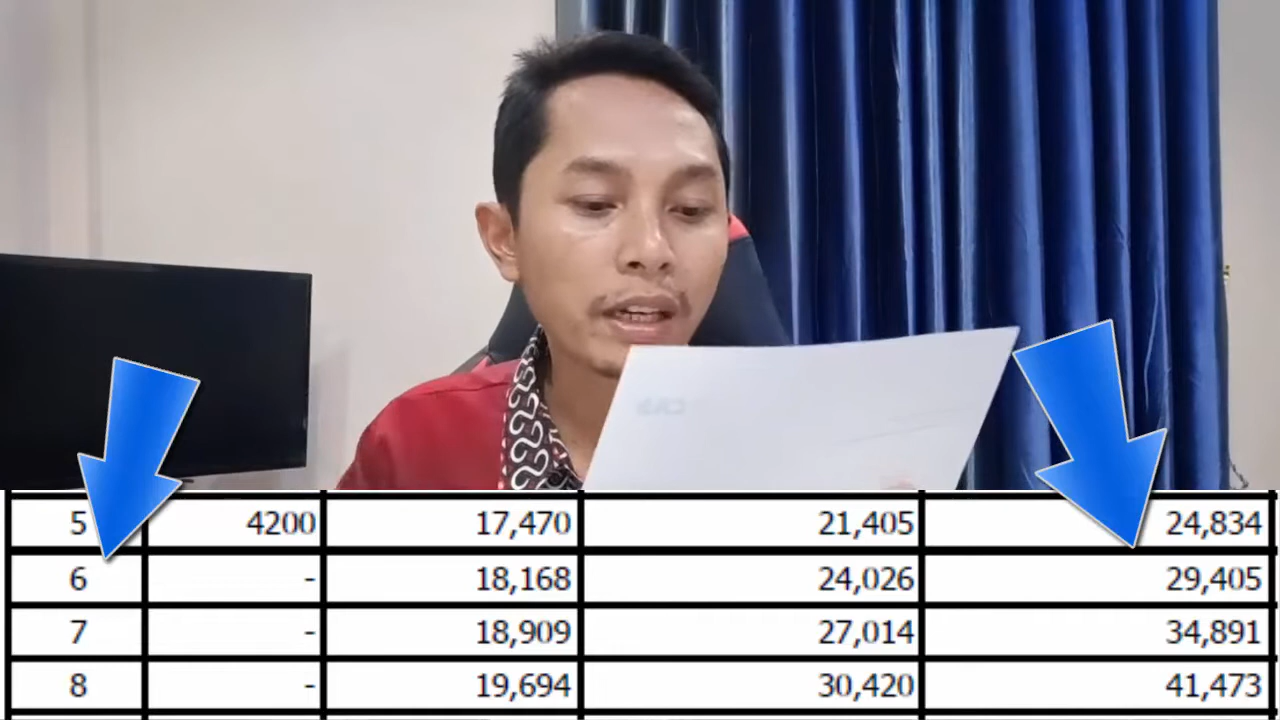 5 4200 17,470 21,405 24,834
6 - 18,168 24,026 29,405
7 - 18,909 27,014 34,891
8 - 19,694 30,420 41,473